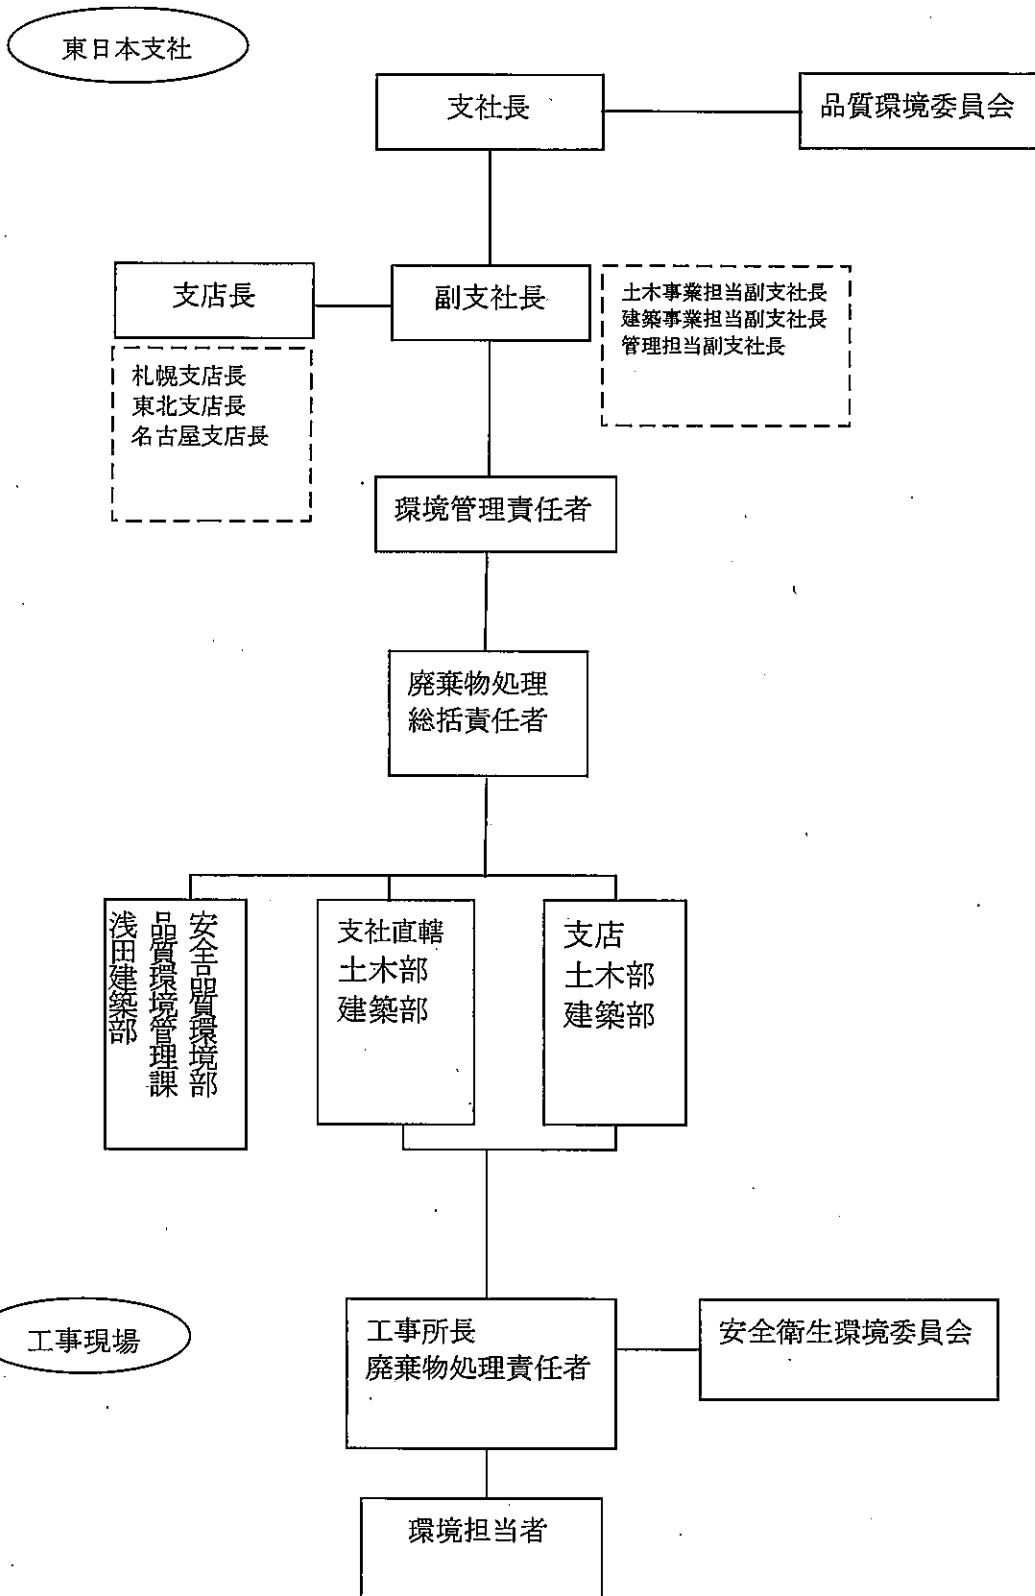 東日本支社
支社長
品質環境委員会
支店長
副支社長
土木事業担当副支社長
建築事業担当副支社長
管理担当副支社長
札幌支店長
東北支店長
名古屋支店長
環境管理責任者
廃棄物処理
総括責任者
安全品質環境部
品質環境管理課
浅田建築部
支社直轄
土木部
建築部
支店
土木部
建築部
工事現場
工事所長
廃棄物処理責任者
安全衛生環境委員会
環境担当者